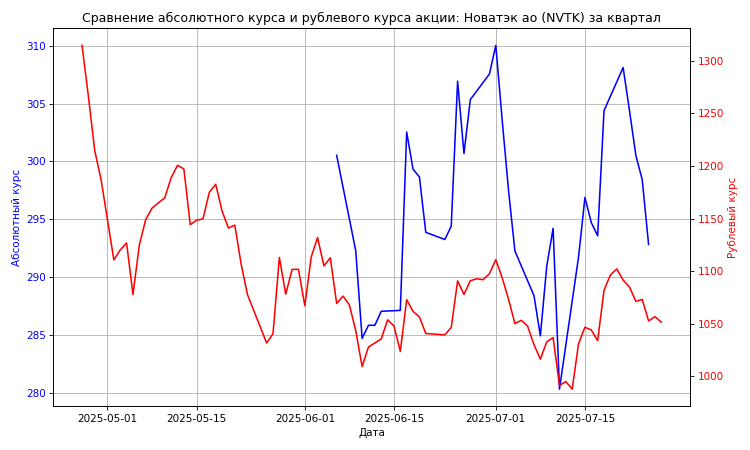 Сравнение абсолютного курса и рублевого курса акции: Новатэк ао (NVTK) за квартал
310
305
300
295
290
285
280
Абсолютный курс
1300
1250
1200
1150
1100
1050
1000
Рублевый курс
2025-05-01 2025-05-15 2025-06-01 2025-06-15 2025-07-01 2025-07-15
Дата